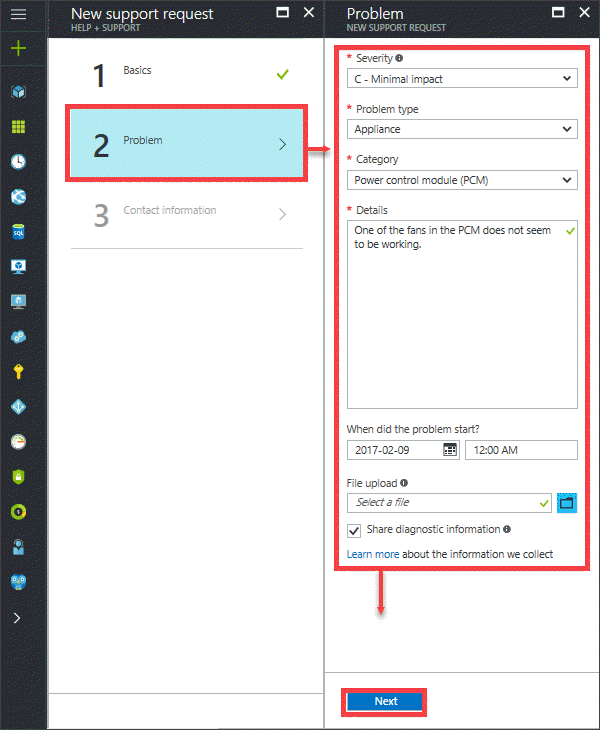 New support request
HELP + SUPPORT
1 Basics
2 Problem
3 Contact information
Problem
NEW SUPPORT REQUEST
* Severity
C - Minimal impact
* Problem type
Appliance
* Category
Power control module (PCM)
* Details
One of the fans in the PCM does not seem
to be working.
When did the problem start?
2017-02-09 12:00 AM
File upload
Select a file
Share diagnostic information
Learn more about the information we collect
Next
SQL